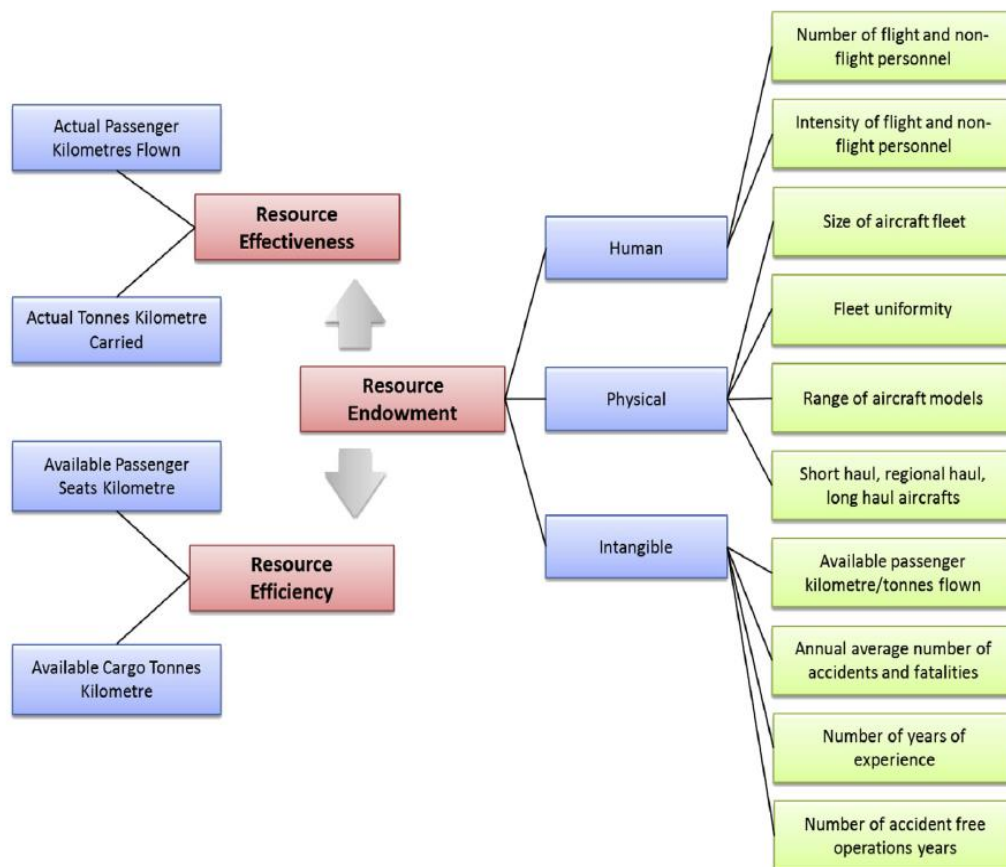 Actual Passenger
Kilometres Flown
Resource
Effectiveness
Actual Tonnes Kilometre
Carried
Resource
Endowment
Available Passenger
Seats Kilometre
Resource
Efficiency
Available Cargo Tonnes
Kilometre
Human
Physical
Intangible
Number of flight and non-
flight personnel
Intensity of flight and non-
flight personnel
Size of aircraft fleet
Fleet uniformity
Range of aircraft models
Short haul, regional haul,
long haul aircrafts
Available passenger
kilometre/tonnes flown
Annual average number of
accidents and fatalities
Number of years of
experience
Number of accident free
operations years